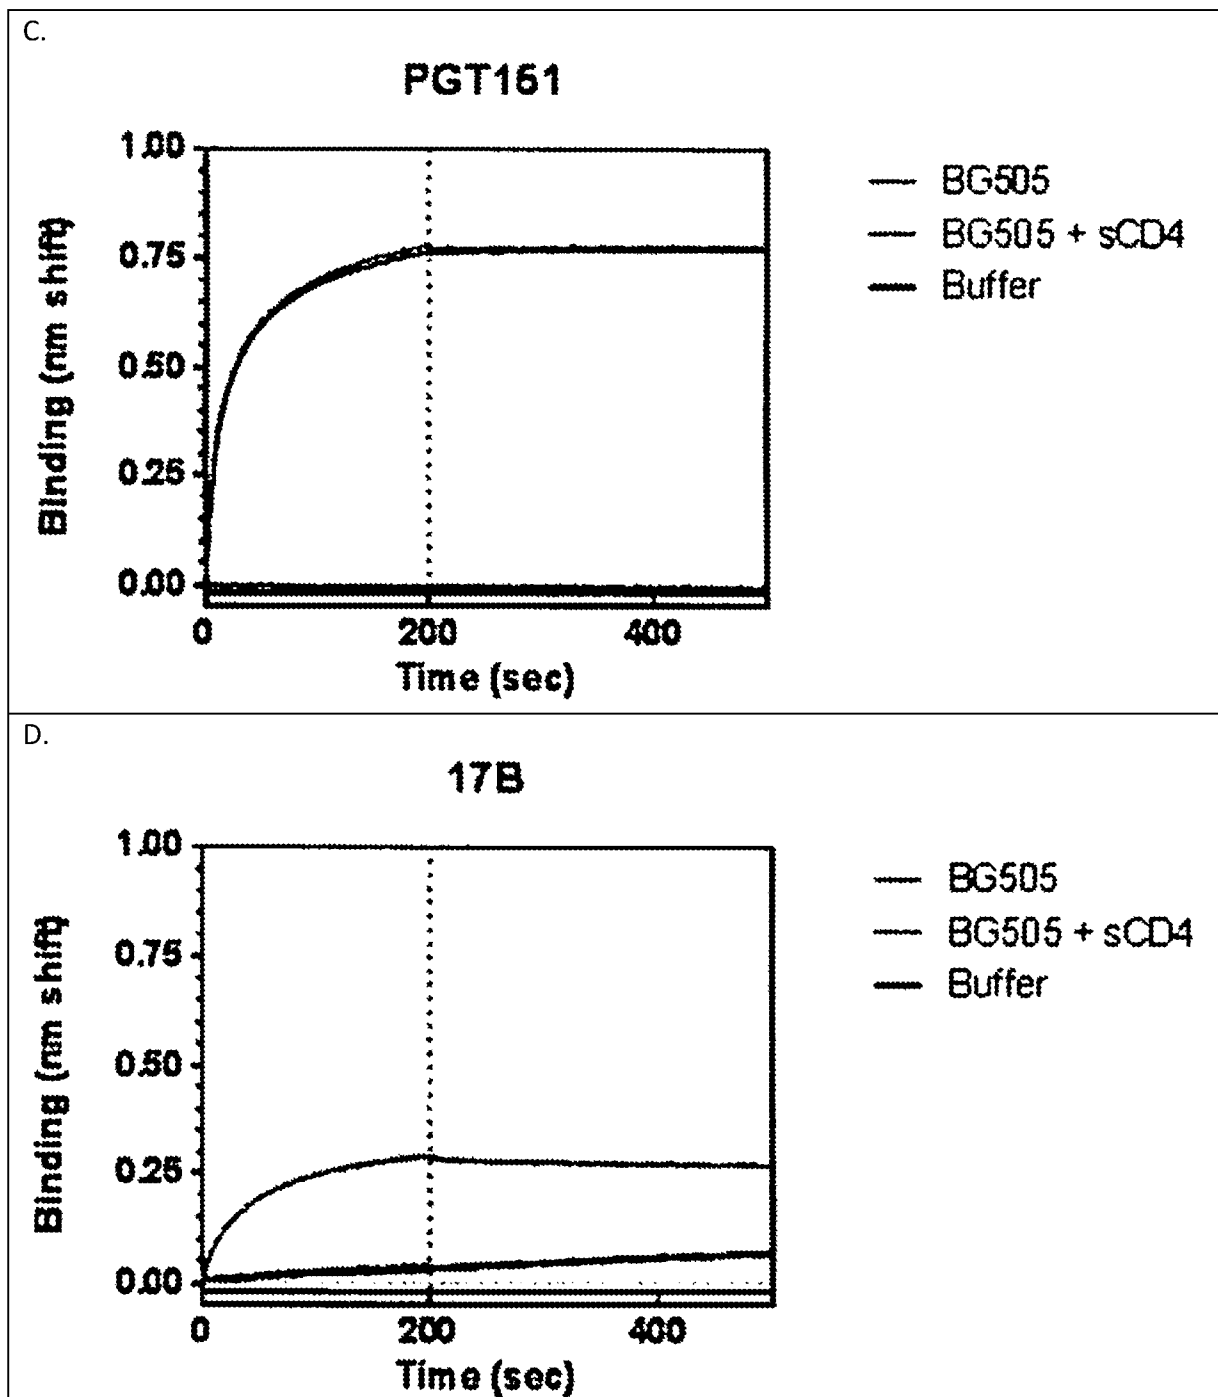 C.
PGT151
1.00
0.75
0.50
0.25
0.00
Binding (nm shift)
0
200
400
Time (sec)
BG505
BG505 + sCD4
Buffer
D.
17B
1.00
0.75
0.50
0.25
0.00
Binding (nm shift)
0
200
400
Time (sec)
BG505
BG505 + sCD4
Buffer